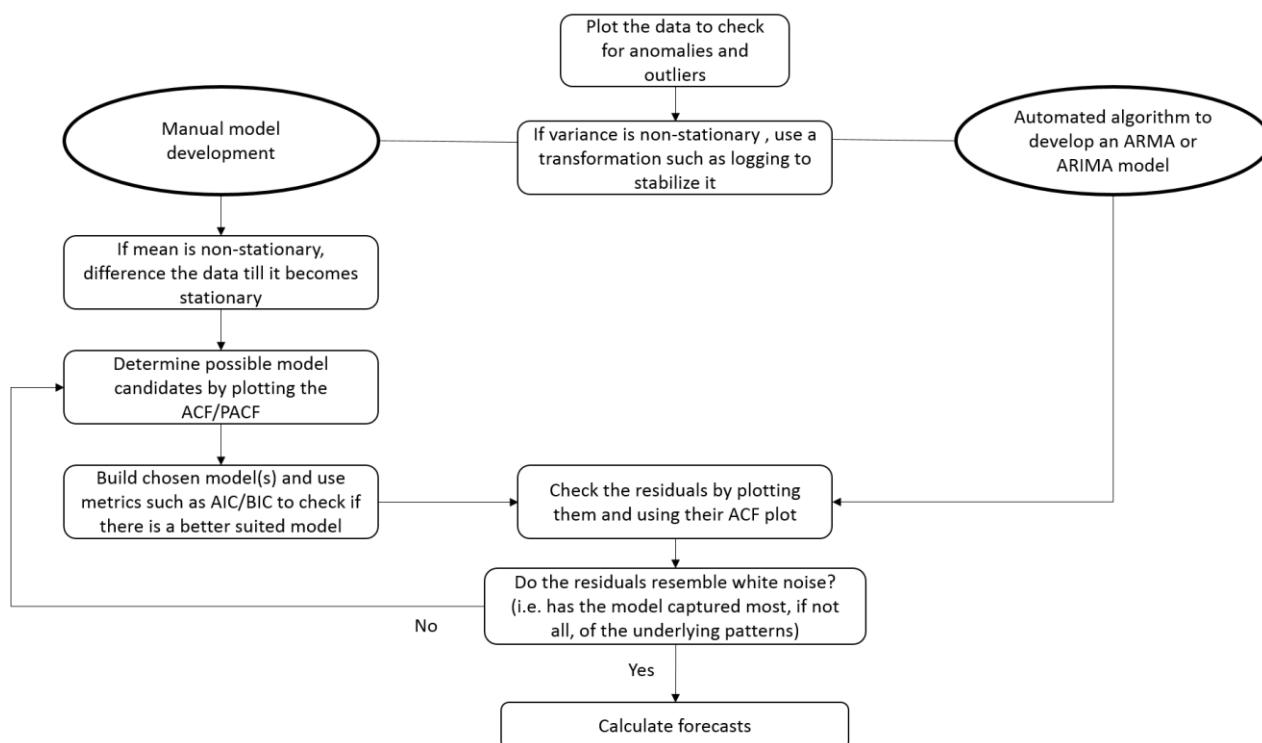 Plot the data to check
for anomalies and
outliers
Manual model
development
If variance is non-stationary , use a
transformation such as logging to
stabilize it
Automated algorithm to
develop an ARMA or
ARIMA model
If mean is non-stationary,
difference the data till it becomes
stationary
Determine possible model
candidates by plotting the
ACF/PACF
Build chosen model(s) and use
metrics such as AIC/BIC to check if
there is a better suited model
Check the residuals by plotting
them and using their ACF plot
Do the residuals resemble white noise?
(i.e. has the model captured most, if not
all, of the underlying patterns)
No
Yes
Calculate forecasts